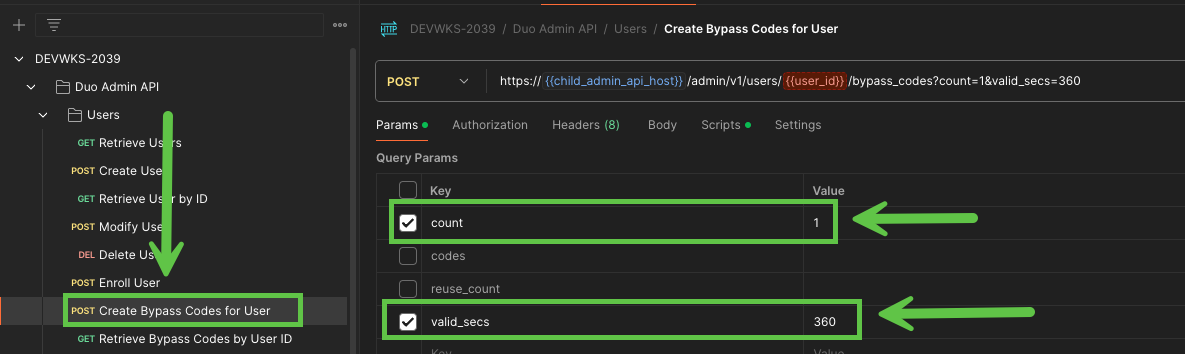 DEVWKS-2039
Duo Admin API
Users
GET Retrieve Users
POST Create User
GET Retrieve User by ID
POST Modify User
DEL Delete User
POST Enroll User
POST Create Bypass Codes for User
GET Retrieve Bypass Codes by User ID
HTTP DEVWKS-2039 / Duo Admin API / Users / Create Bypass Codes for User
POST https://{{child_admin_api_host}}/admin/v1/users/{{user_id}}/bypass_codes?count=1&valid_secs=360
Params Authorization Headers (8) Body Scripts Settings
Query Params
Key Value
count 1
codes
reuse_count
valid_secs 360
Key Value